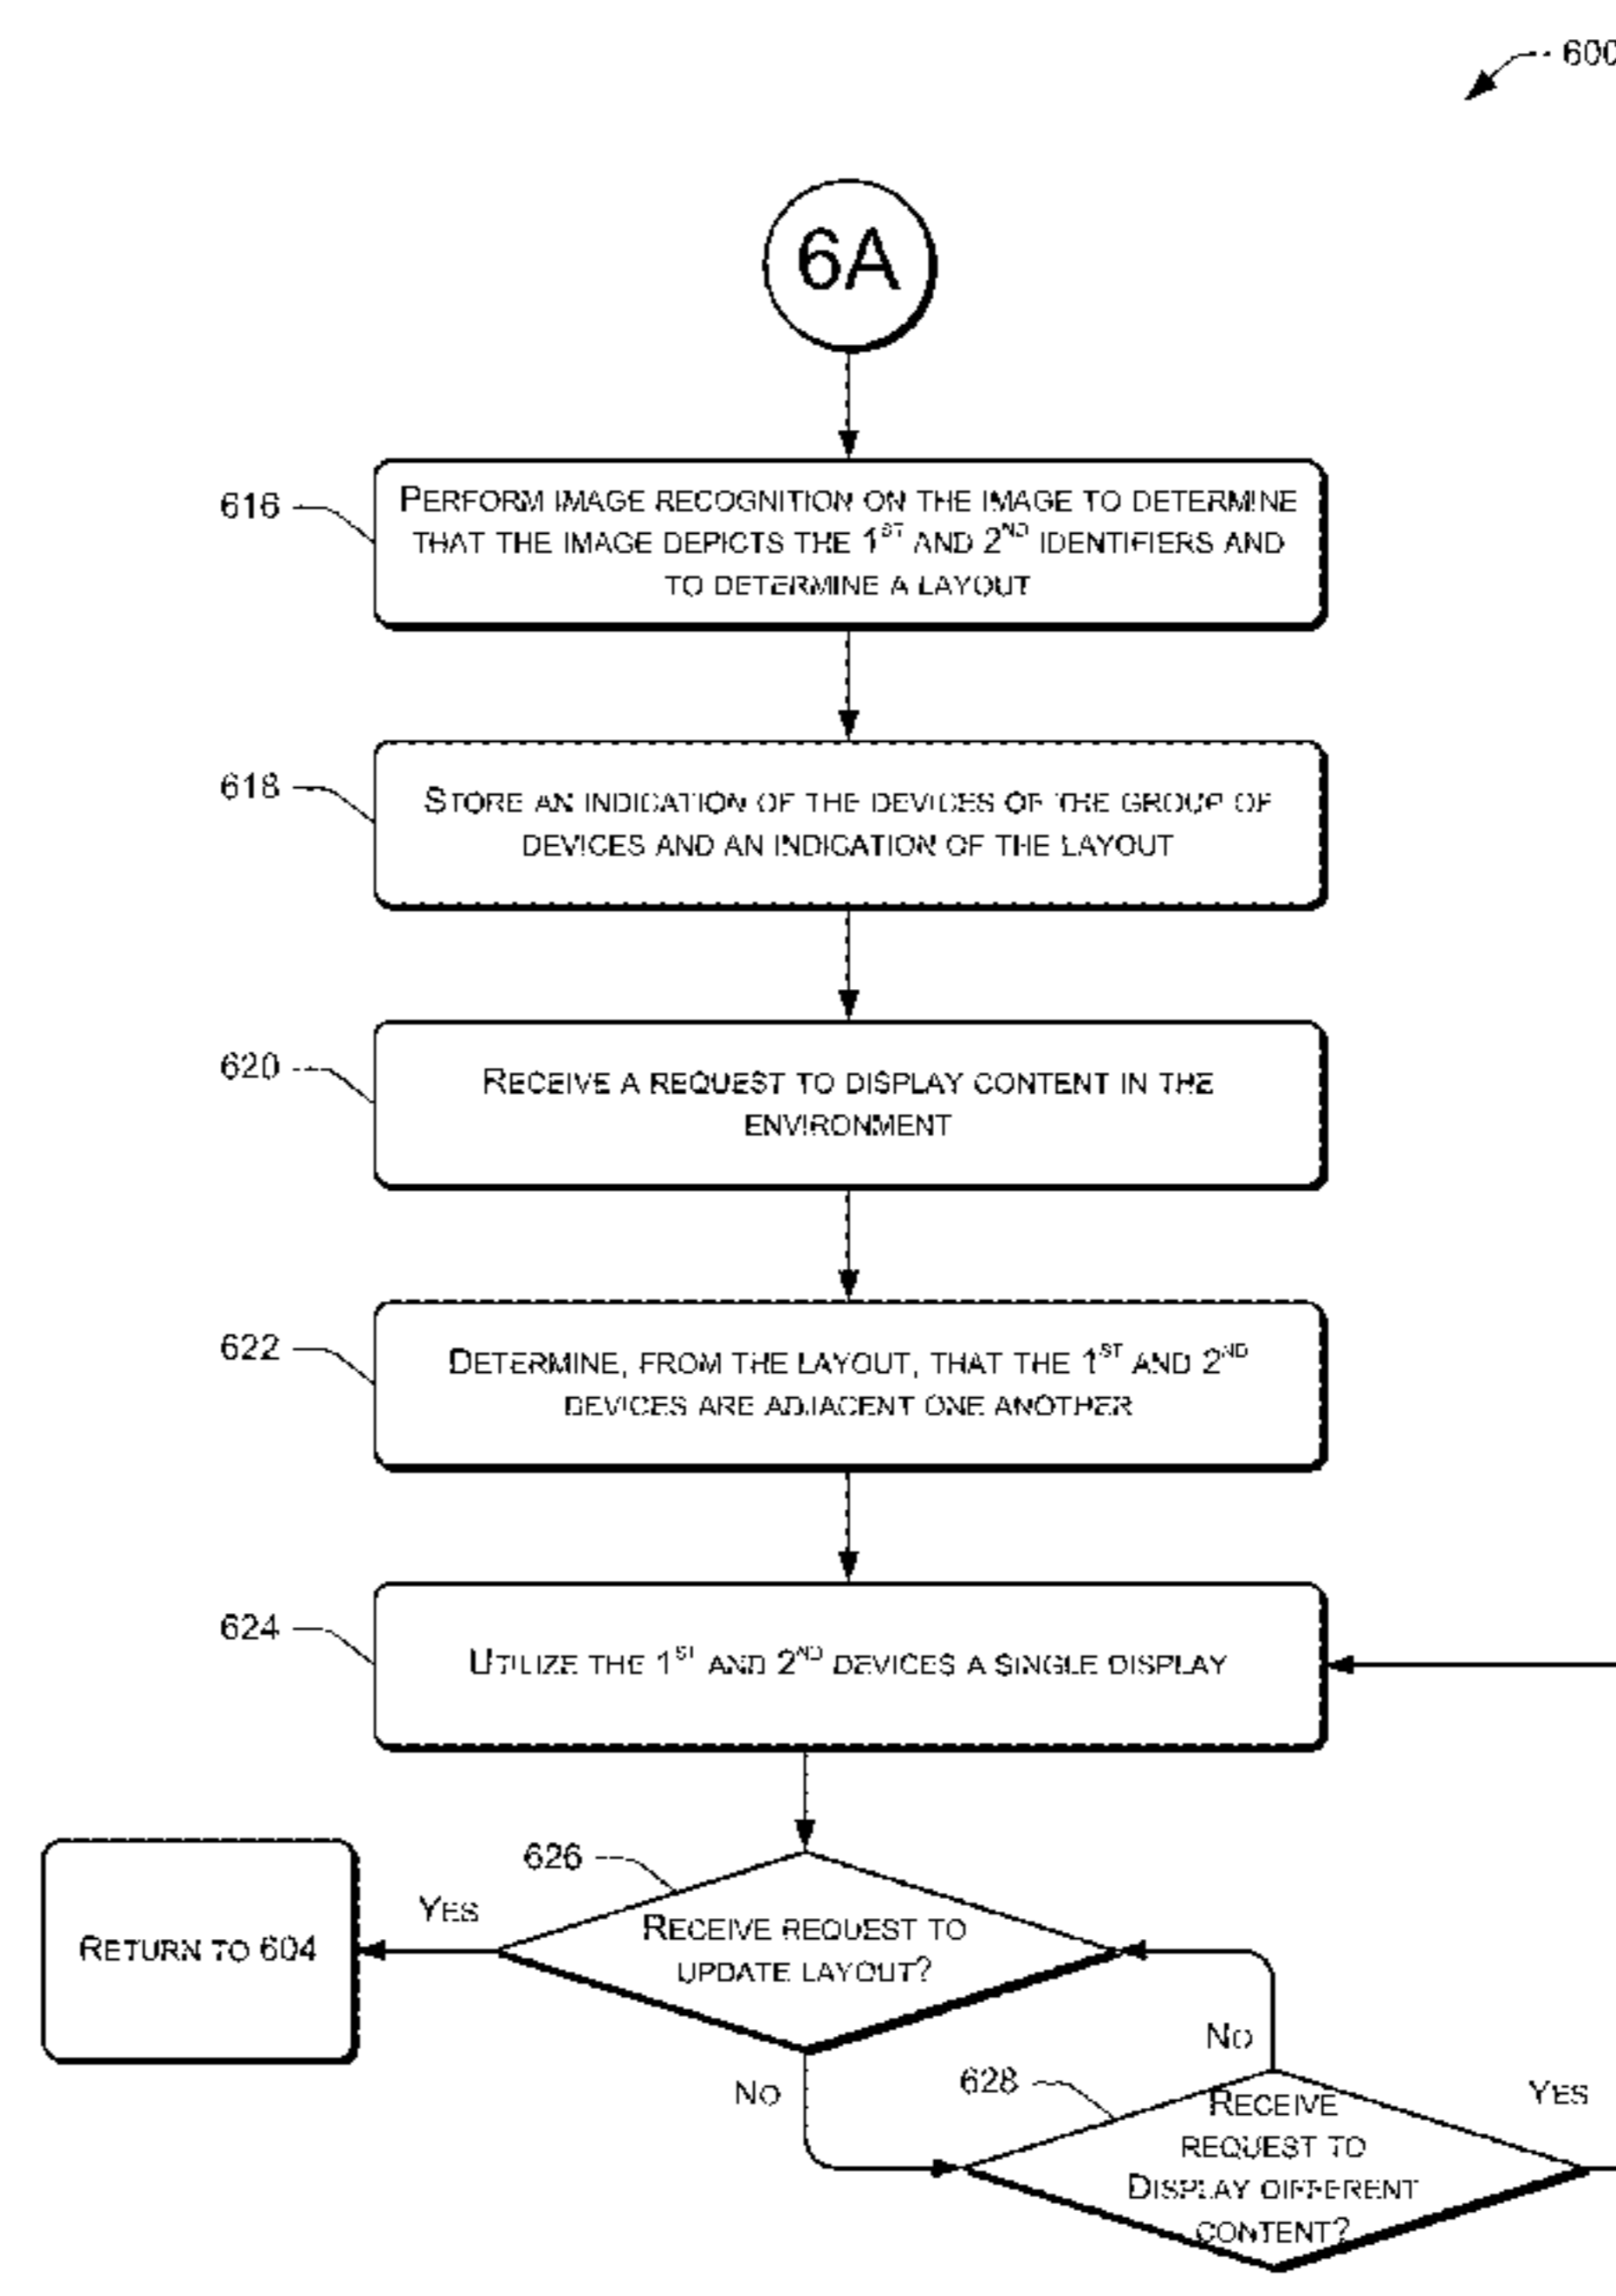 600
6A
616
PERFORM IMAGE RECOGNITION ON THE IMAGE TO DETERMINE
THAT THE IMAGE DEPICTS THE 1ST AND 2ND IDENTIFIERS AND
TO DETERMINE A LAYOUT
618
STORE AN INDICATION OF THE DEVICES OF THE GROUP OF
DEVICES AND AN INDICATION OF THE LAYOUT
620
RECEIVE A REQUEST TO DISPLAY CONTENT IN THE
ENVIRONMENT
622
DETERMINE, FROM THE LAYOUT, THAT THE 1ST AND 2ND
DEVICES ARE ADJACENT ONE ANOTHER
624
UTILIZE THE 1ST AND 2ND DEVICES A SINGLE DISPLAY
626
YES
RECEIVE REQUEST TO
UPDATE LAYOUT?
RETURN TO 604
NO
NO
628
YES
RECEIVE
REQUEST TO
DISPLAY DIFFERENT
CONTENT?